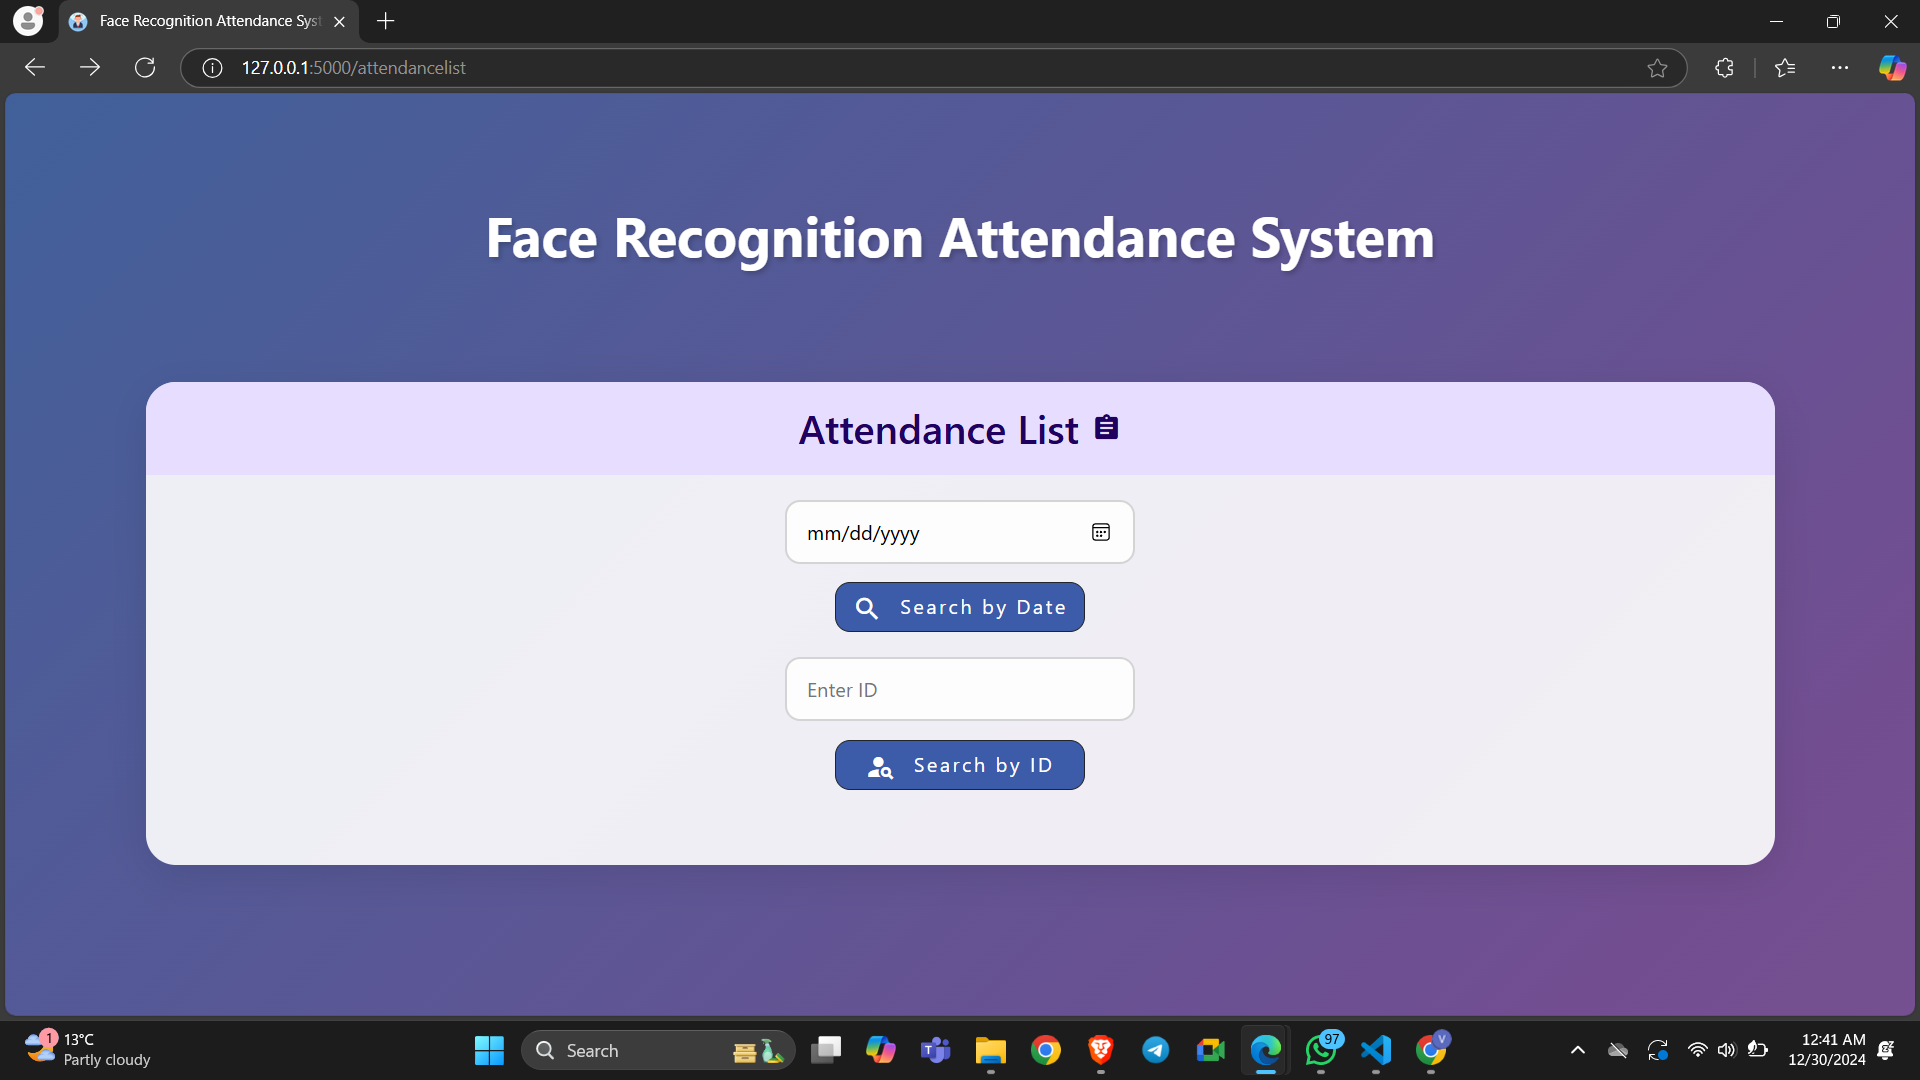 Face Recognition Attendance Syst
127.0.0.1:5000/attendancelist
Face Recognition Attendance System
Attendance List
mm/dd/yyyy
Search by Date
Enter ID
Search by ID
1
13°C
Partly cloudy
Search
T
97
V
12:41 AM
12/30/2024